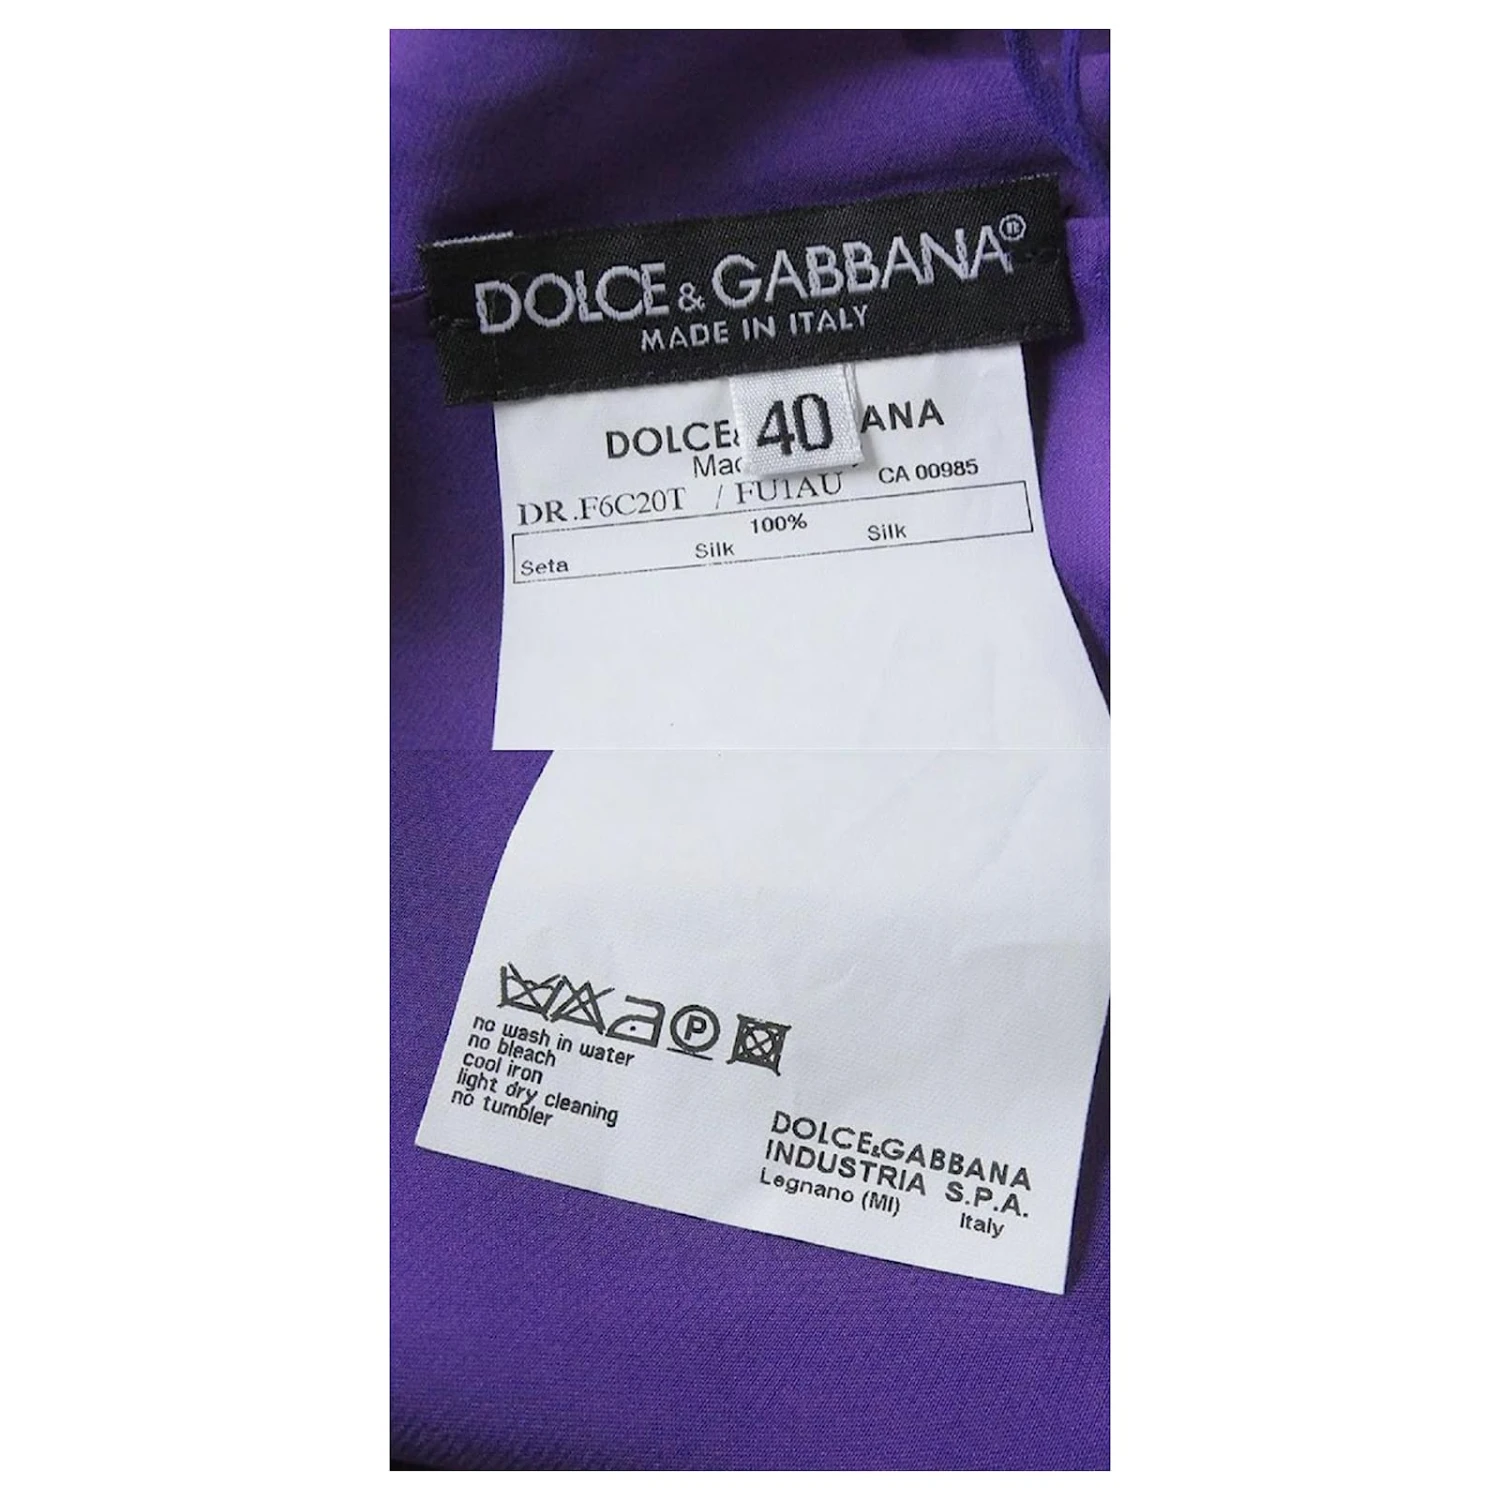 DOLCE & GABBANA®
MADE IN ITALY
40
DOLCE& ANA
DR.F6C20T / FU1AU CA 00985
100%
Seta Silk Silk
P
no wash in water
no bleach
cool iron
light dry cleaning
no tumbler
DOLCE&GABBANA
INDUSTRIA S.P.A.
Legnano (MI) Italy